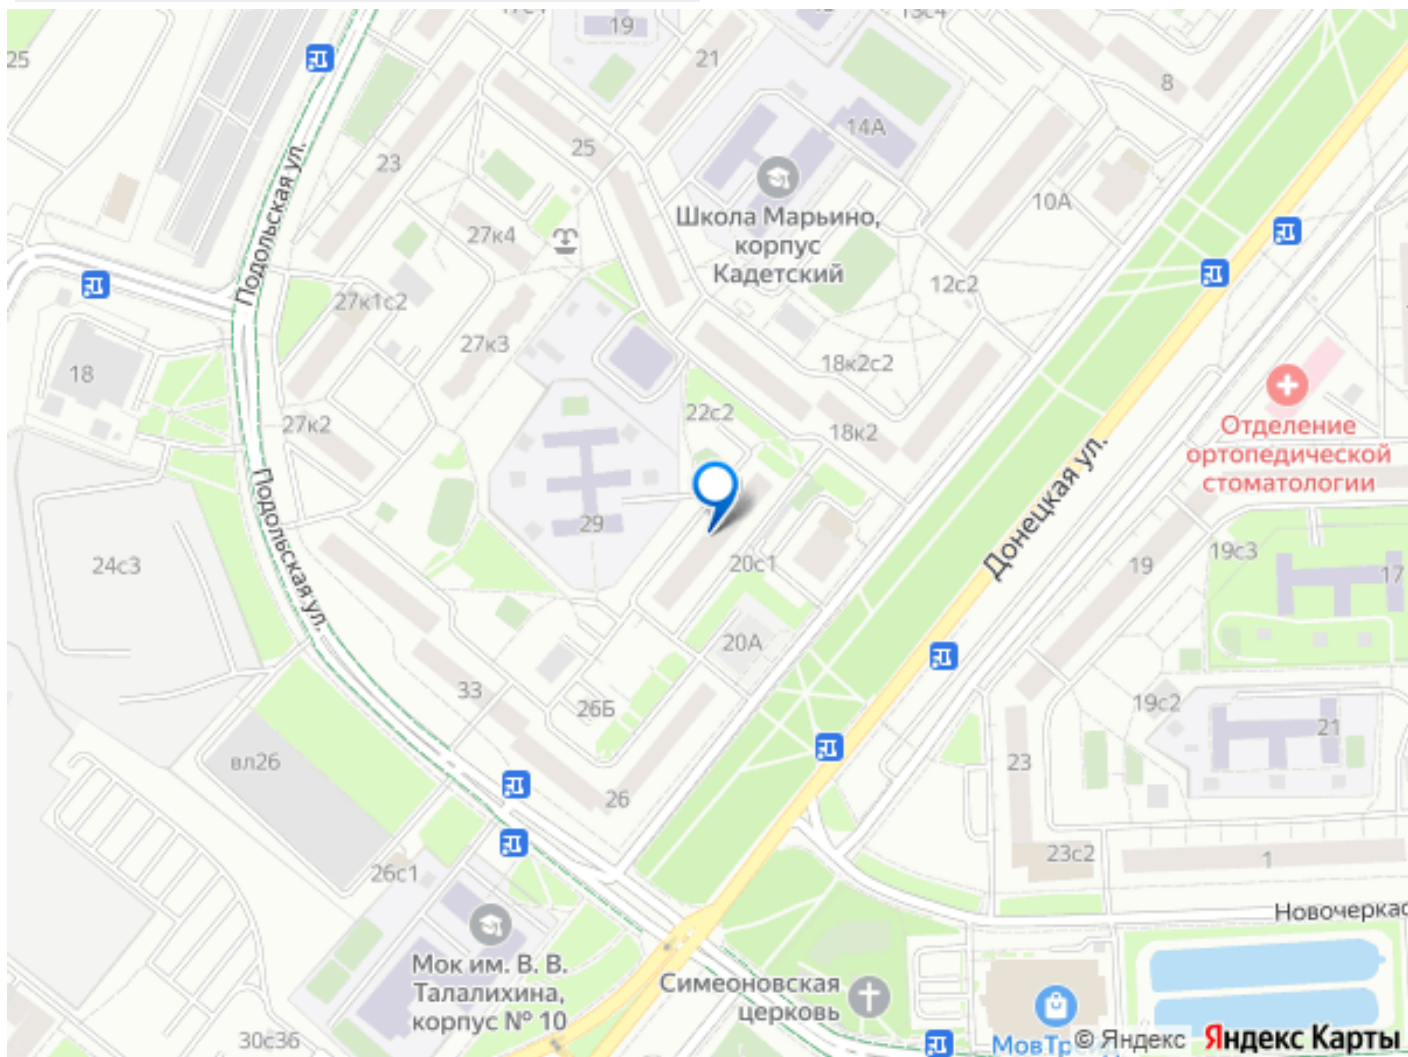 19
21
8
25
14А
23
25
Школа Марьино,
корпус
Кадетский
10А
Подольская ул.
27к4
12с2
27к1с2
27к3
18к2с2
18
22с2
27к2
18к2
Отделение
ортопедической
стоматологии
Подольская ул.
Донецкая ул.
29
24с3
20с1
19с3
19
17
20А
33
26Б
19с2
21
вл26
23
26
26с1
23с2
1
Новочеркас
Мок им. В. В.
Талалихина,
корпус № 10
Симеоновская
церковь
30с36
© Яндекс
Яндекс Карты